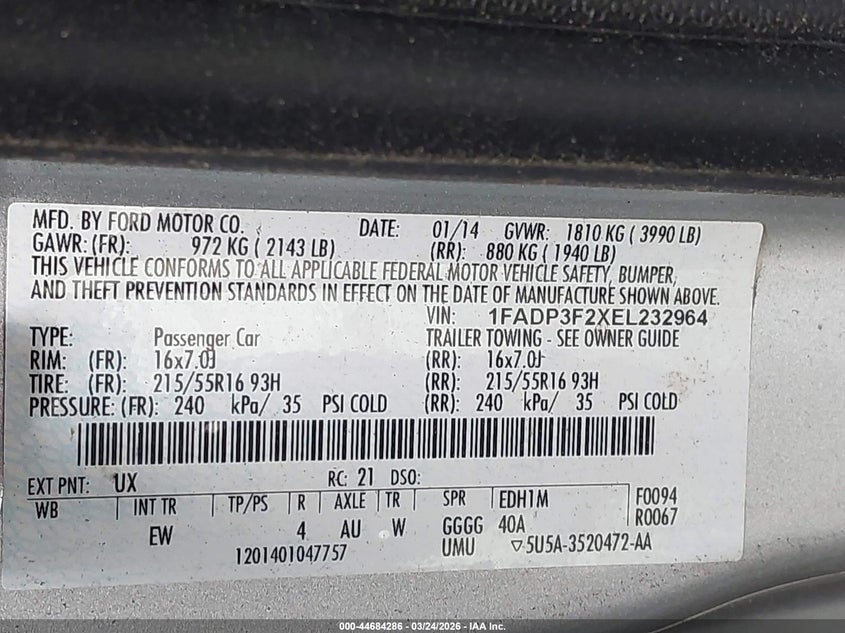 MFD. BY FORD MOTOR CO. DATE: 01/14 GVWR: 1810 KG ( 3990 LB)
GAWR: (FR): 972 KG ( 2143 LB) (RR): 880 KG ( 1940 LB)
THIS VEHICLE CONFORMS TO ALL APPLICABLE FEDERAL MOTOR VEHICLE SAFETY, BUMPER,
AND THEFT PREVENTION STANDARDS IN EFFECT ON THE DATE OF MANUFACTURE SHOWN ABOVE.
VIN: 1FADP3F2XEL232964
TYPE: Passenger Car TRAILER TOWING - SEE OWNER GUIDE
RIM: (FR): 16x7.0J (RR): 16x7.0J
TIRE: (FR): 215/55R16 93H (RR): 215/55R16 93H
PRESSURE: (FR): 240 kPa/ 35 PSI COLD (RR): 240 kPa/ 35 PSI COLD
EXT PNT: UX RC: 21 DSO:
WB INT TR TP/PS R AXLE TR SPR EDH1M F0094
EW 4 AU W GGGG 40A R0067
1201401047757 UMU ▽5U5A-3520472-AA
000-44684286 - 03/24/2026 - IAA Inc.